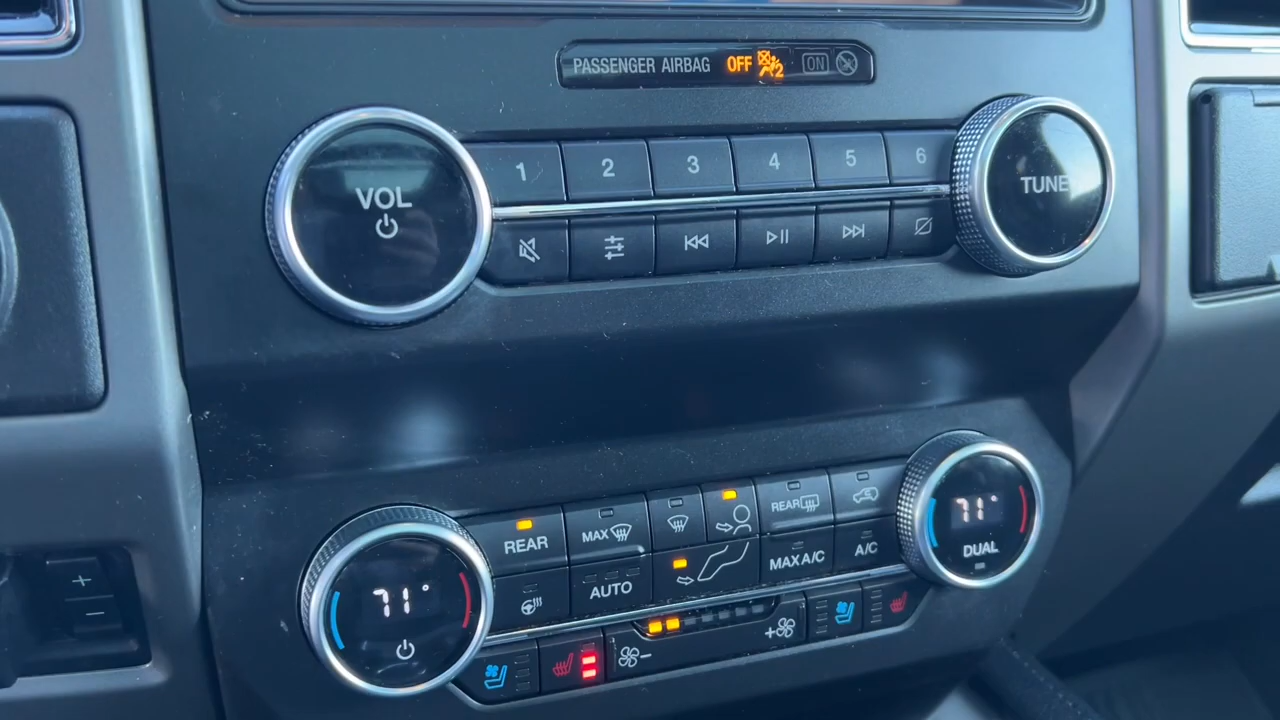 PASSENGER AIRBAG OFF 2 ON
VOL
1 2 3 4 5 6
TUNE
REAR
MAX
REAR
71°
DUAL
AUTO
MAX A/C
A/C
71°
+
−
−
+